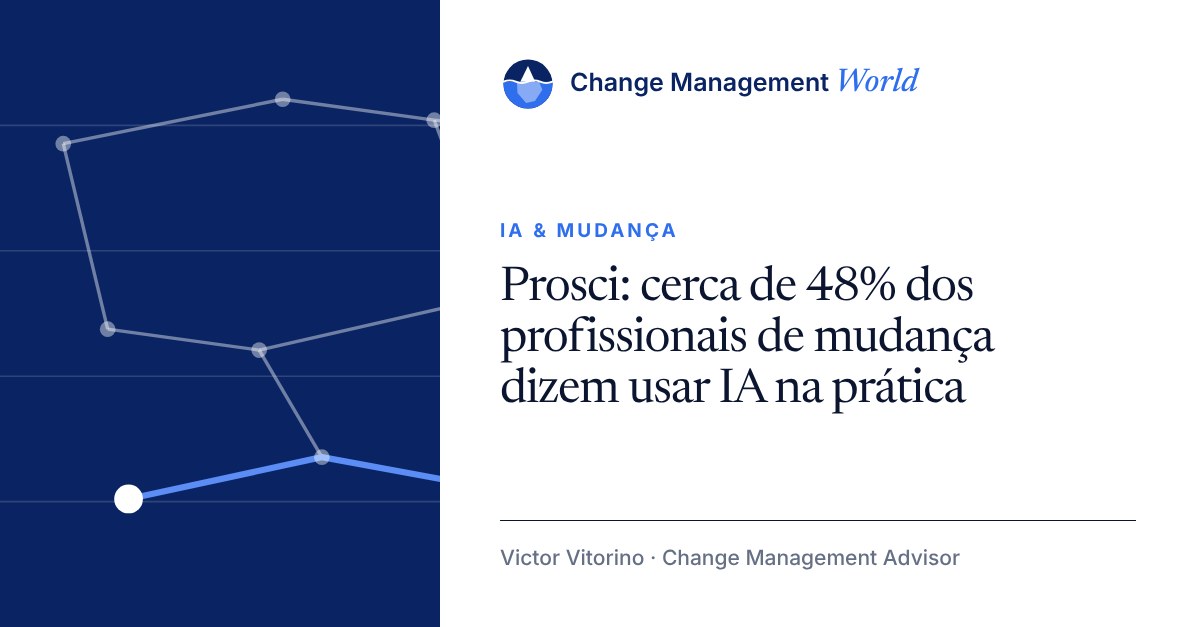 Change Management World
IA & MUDANÇA
Prosci: cerca de 48% dos
profissionais de mudança
dizem usar IA na prática
Victor Vitorino · Change Management Advisor